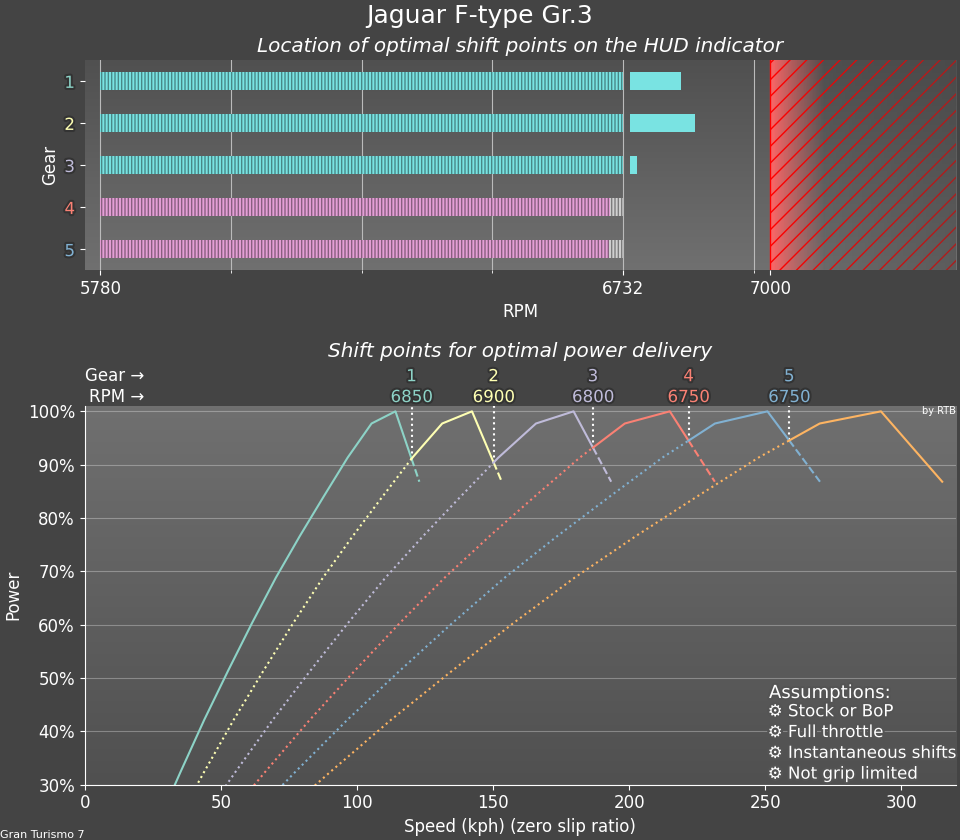 Jaguar F-type Gr.3
Location of optimal shift points on the HUD indicator
Gear
1
2
3
4
5
5780 6732 7000
RPM
Shift points for optimal power delivery
Gear → 1 2 3 4 5
RPM → 6850 6900 6800 6750 6750
by RTB
Power
100%
90%
80%
70%
60%
50%
40%
30%
Assumptions:
⚙ Stock or BoP
⚙ Full throttle
⚙ Instantaneous shifts
⚙ Not grip limited
0 50 100 150 200 250 300
Speed (kph) (zero slip ratio)
Gran Turismo 7